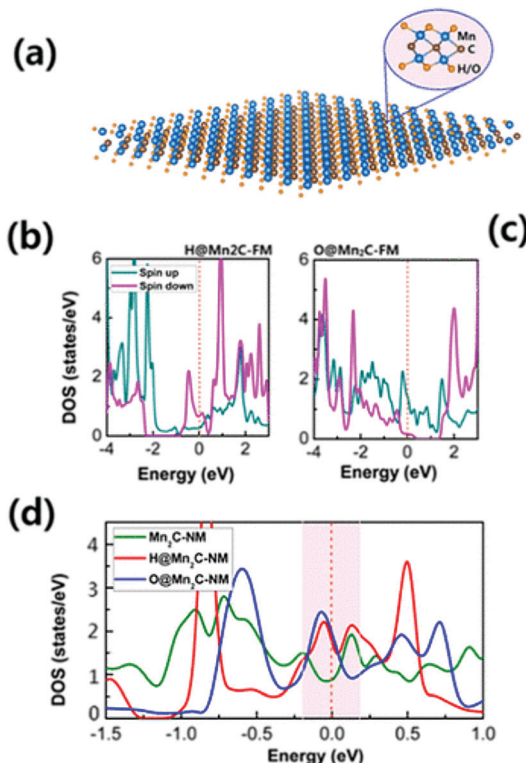 (a)
Mn
C
H/O
(b)
H@Mn2C-FM
O@Mn₂C-FM
(c)
Spin up
Spin down
DOS (states/eV)
6
4
2
0
6
4
2
0
-4 -2 0 2
-4 -2 0 2
Energy (eV)
Energy (eV)
(d)
Mn₂C-NM
H@Mn₂C-NM
O@Mn₂C-NM
DOS (states/eV)
4
3
2
1
0
-1.5 -1.0 -0.5 0.0 0.5 1.0
Energy (eV)